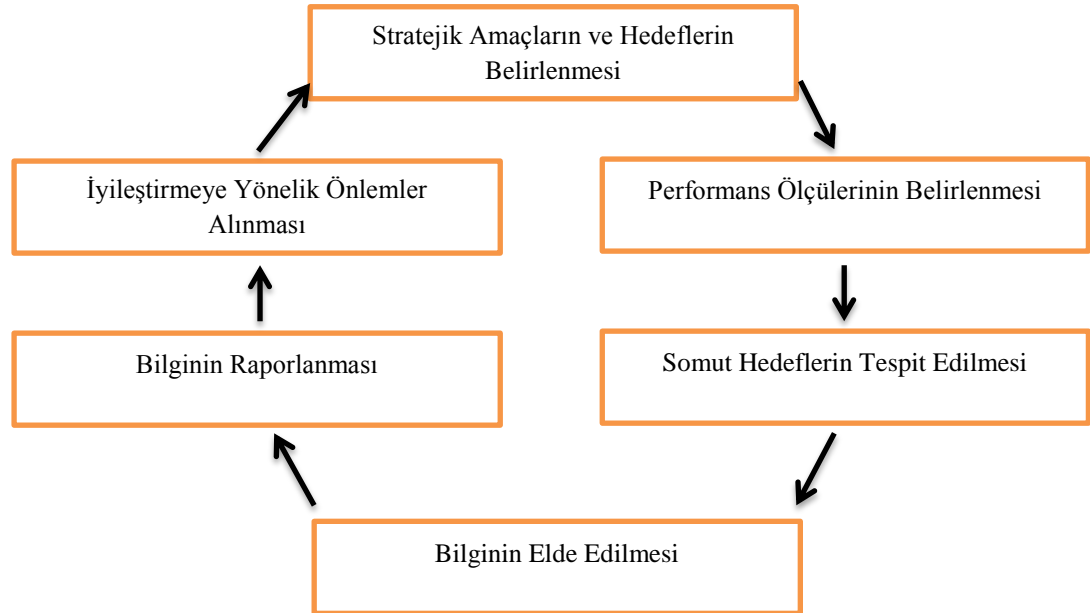 Stratejik Amaçların ve Hedeflerin
Belirlenmesi
Performans Ölçülerinin Belirlenmesi
Somut Hedeflerin Tespit Edilmesi
Bilginin Elde Edilmesi
Bilginin Raporlanması
İyileştirmeye Yönelik Önlemler
Alınması